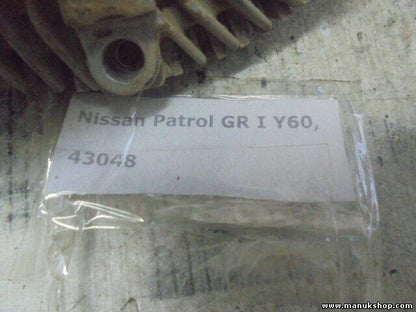 Nissan Patrol GR I Y60,
43048
www.manukshop.com